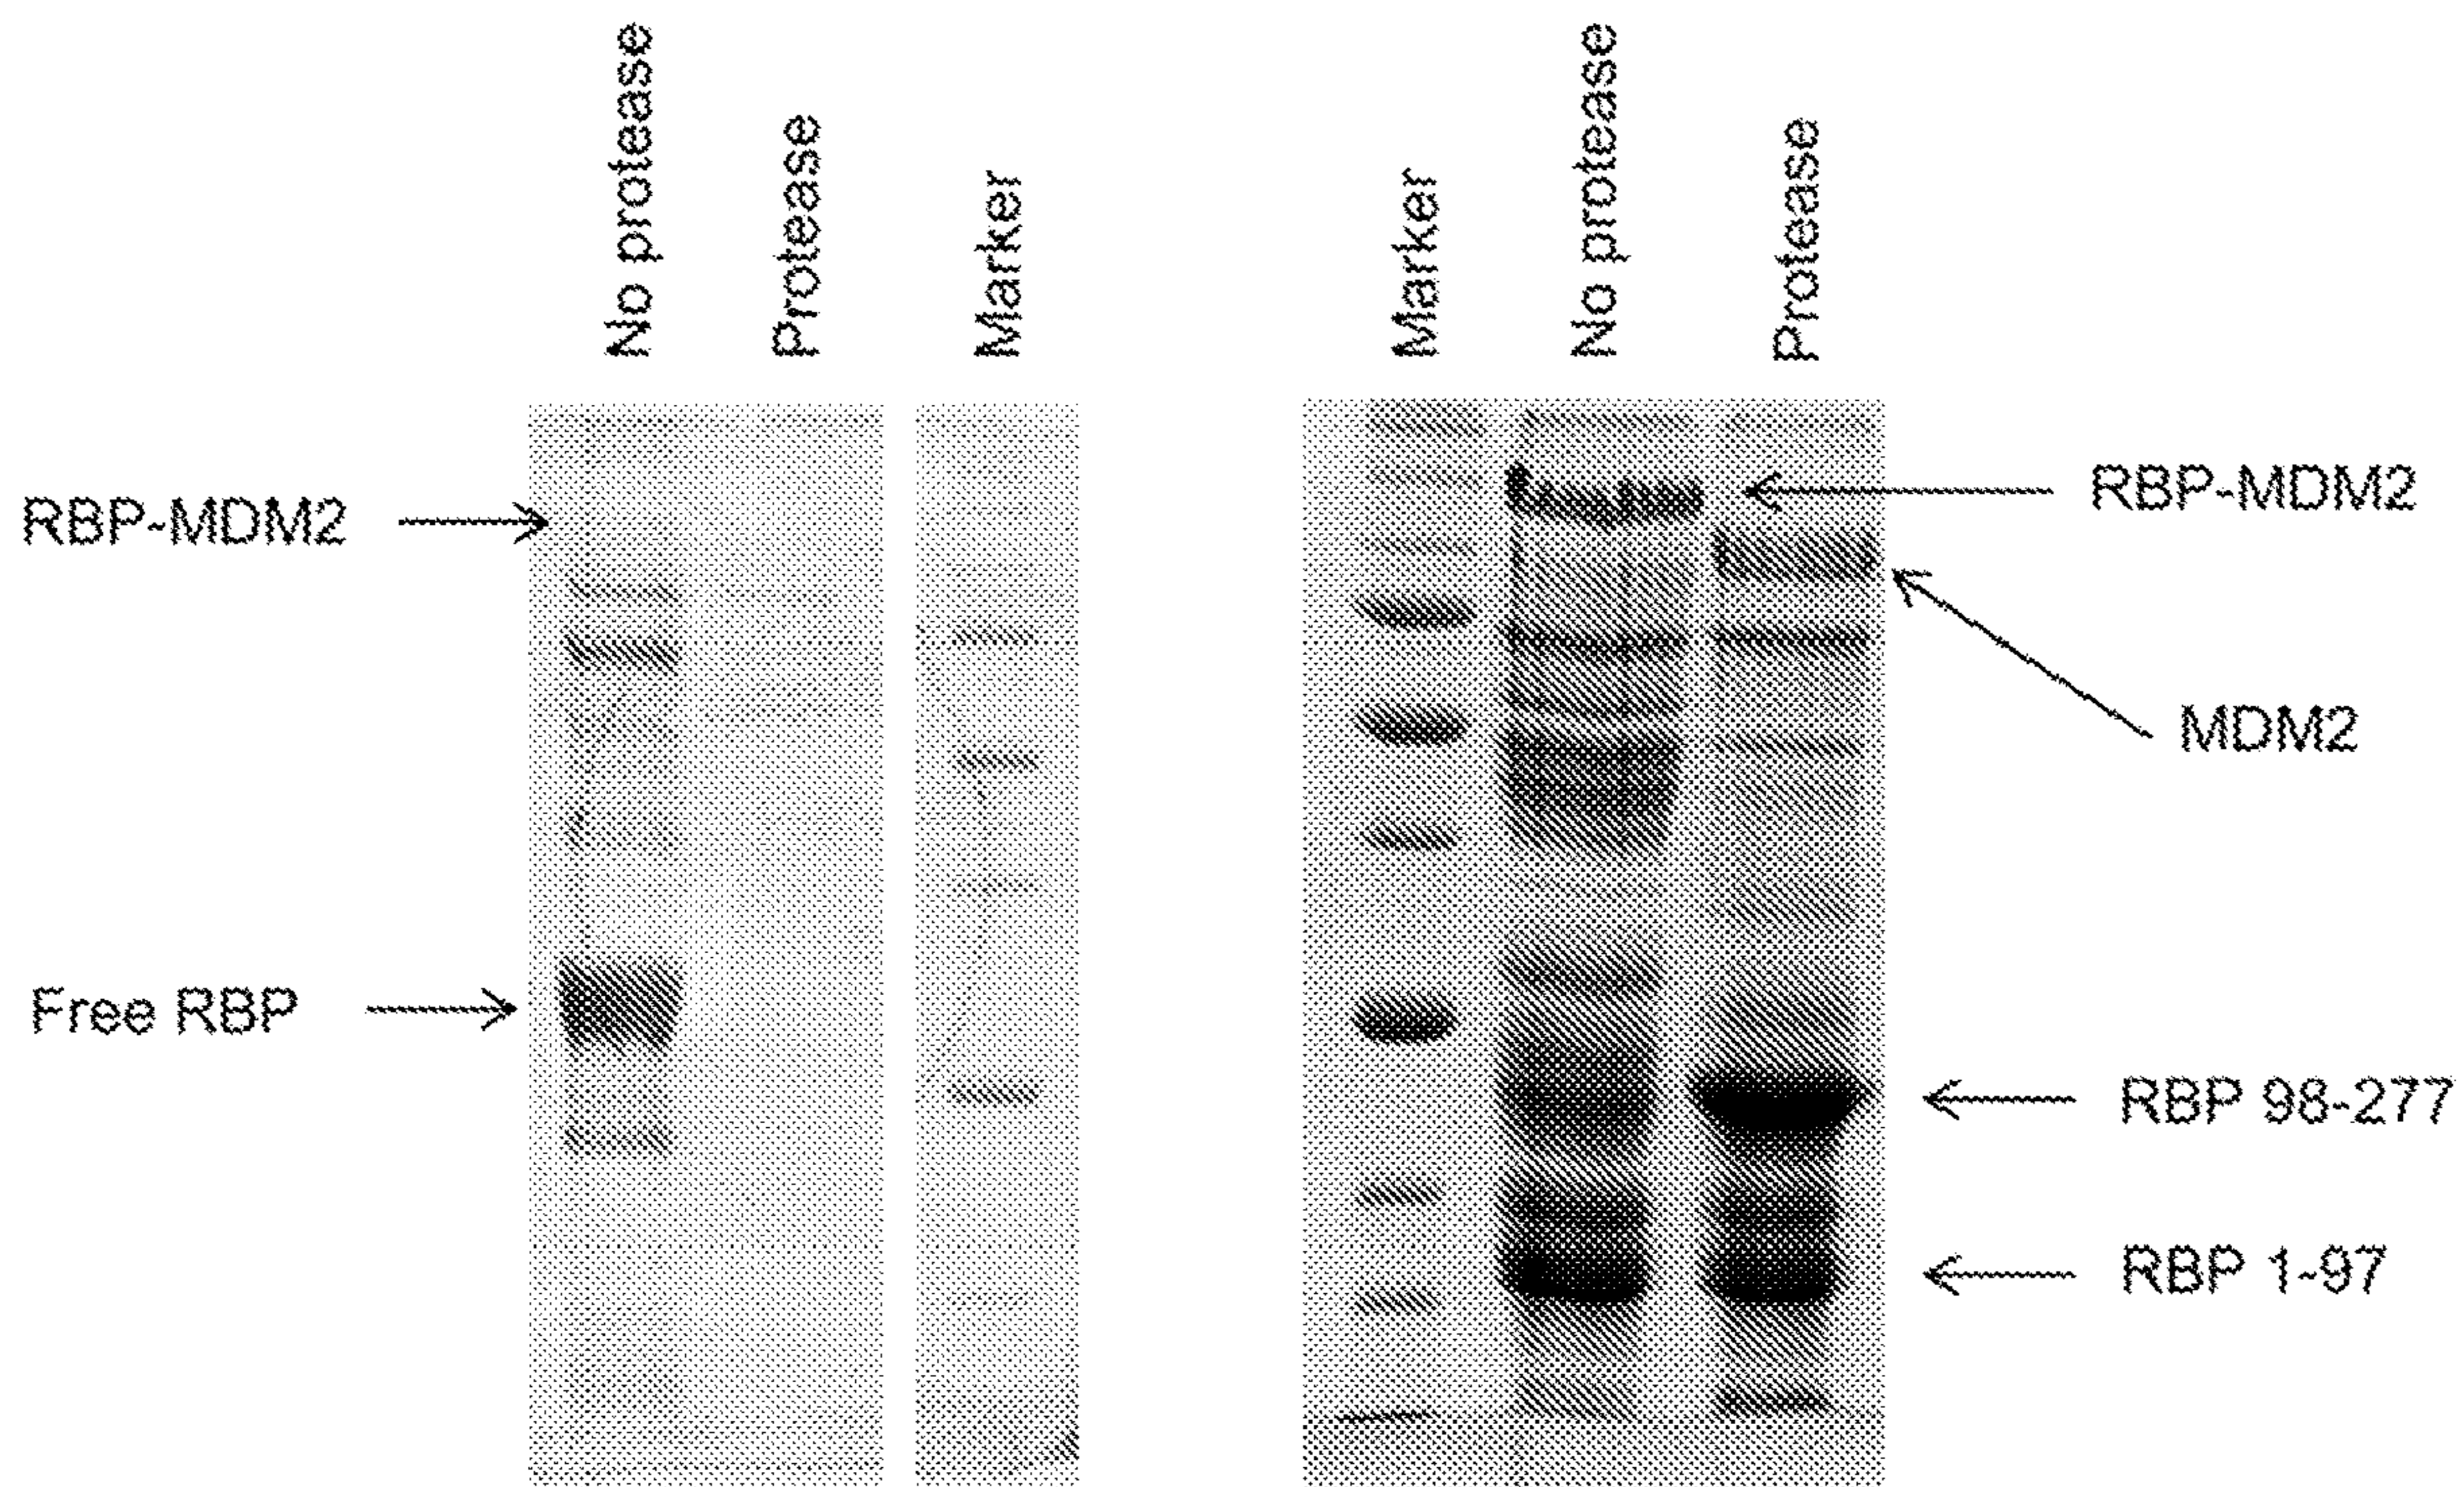 No protease
Protease
Marker
Marker
No protease
Protease
RBP-MDM2
Free RBP
RBP-MDM2
MDM2
RBP 98-277
RBP 1-97